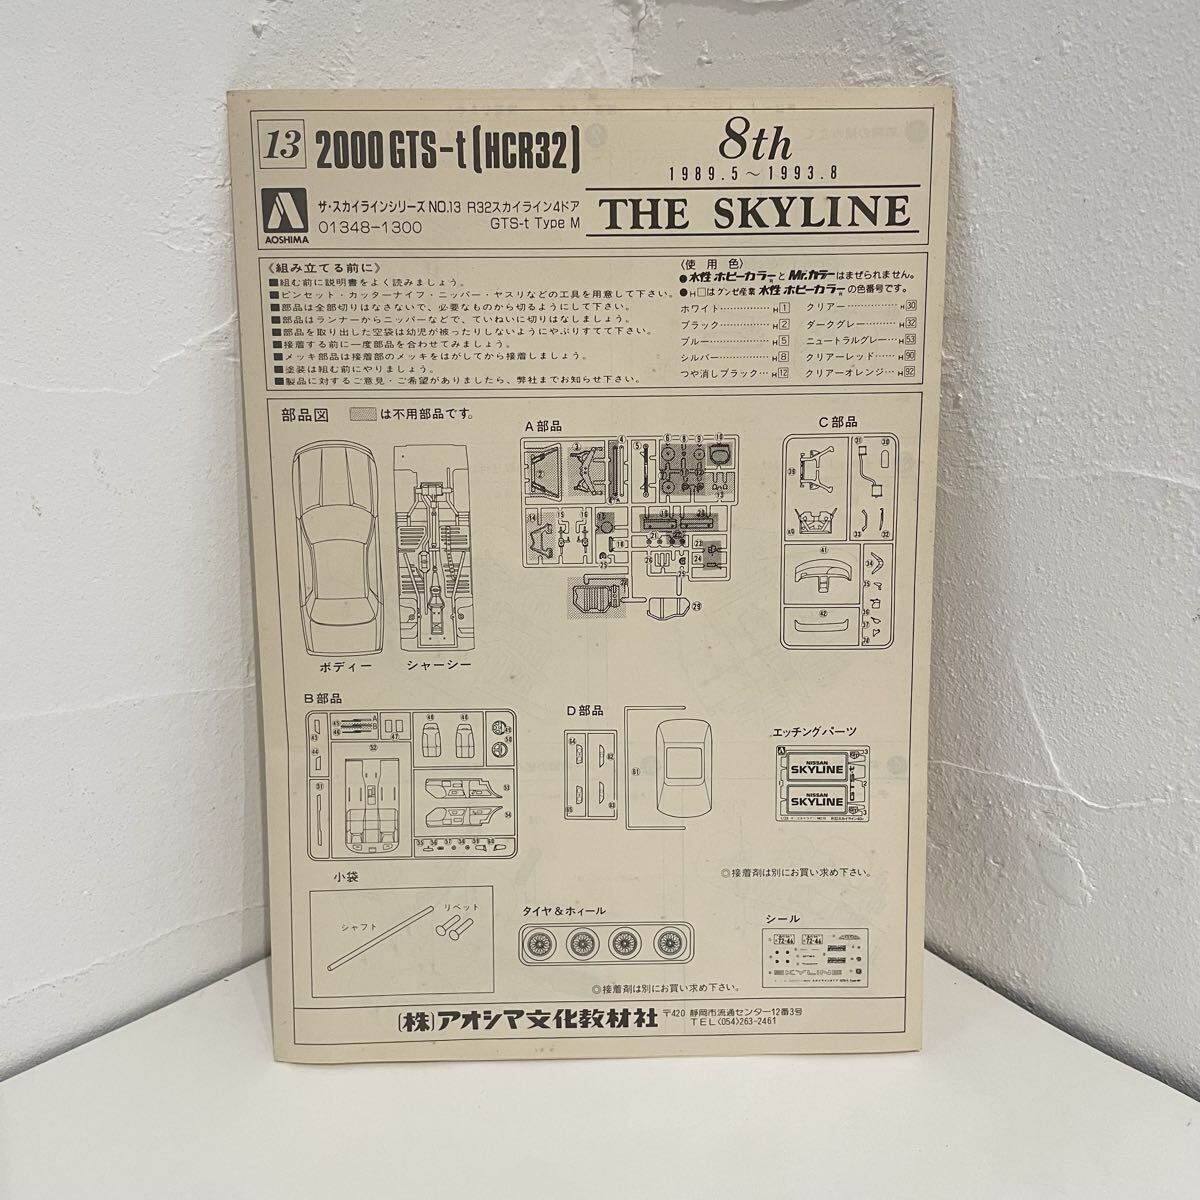 13 2000 GTS-t (HCR32)
8th
1989.5～1993.8
THE SKYLINE
AOSHIMA
ザ・スカイラインシリーズ NO.13 R32スカイライン4ドア
01348-1300 GTS-t Type M
《組み立てる前に》
■組む前に説明書をよく読みましょう。
■ピンセット・カッターナイフ・ニッパー・ヤスリなどの工具を用意して下さい。
■部品は全部切りはなさないで、必要なものから切るようにして下さい。
■部品はランナーからニッパーなどで、ていねいに切りはなしましょう。
■部品を取り出した空袋は幼児が被ったりしないようにやぶりすてて下さい。
■接着する前に一度部品を合わせてみましょう。
■メッキ部品は接着部のメッキをはがしてから接着しましょう。
■塗装は組む前にやりましょう。
■製品に対するご意見・ご希望がありましたら、弊社までお知らせ下さい。
〈使用色〉
●水性ホビーカラーとMr.カラーはまぜられません。
●H□はグンゼ産業水性ホビーカラーの色番号です。
ホワイト……………H1
ブラック……………H2
ブルー………………H5
シルバー……………H8
つや消しブラック…H12
クリアー…………H30
ダークグレー………H32
ニュートラルグレー…H53
クリアーレッド……H90
クリアーオレンジ…H92
部品図 は不用部品です。
A部品
C部品
ボディー
シャーシー
B部品
D部品
エッチングパーツ
NISSAN
SKYLINE
NISSAN
SKYLINE
◎接着剤は別にお買い求め下さい。
小袋
シャフト
リベット
タイヤ&ホィール
シール
72-46
72-46
SKYLINE
◎接着剤は別にお買い求め下さい。
(株)アオシマ文化教材社
〒420 静岡市流通センター12番3号
TEL〈054〉263-2461